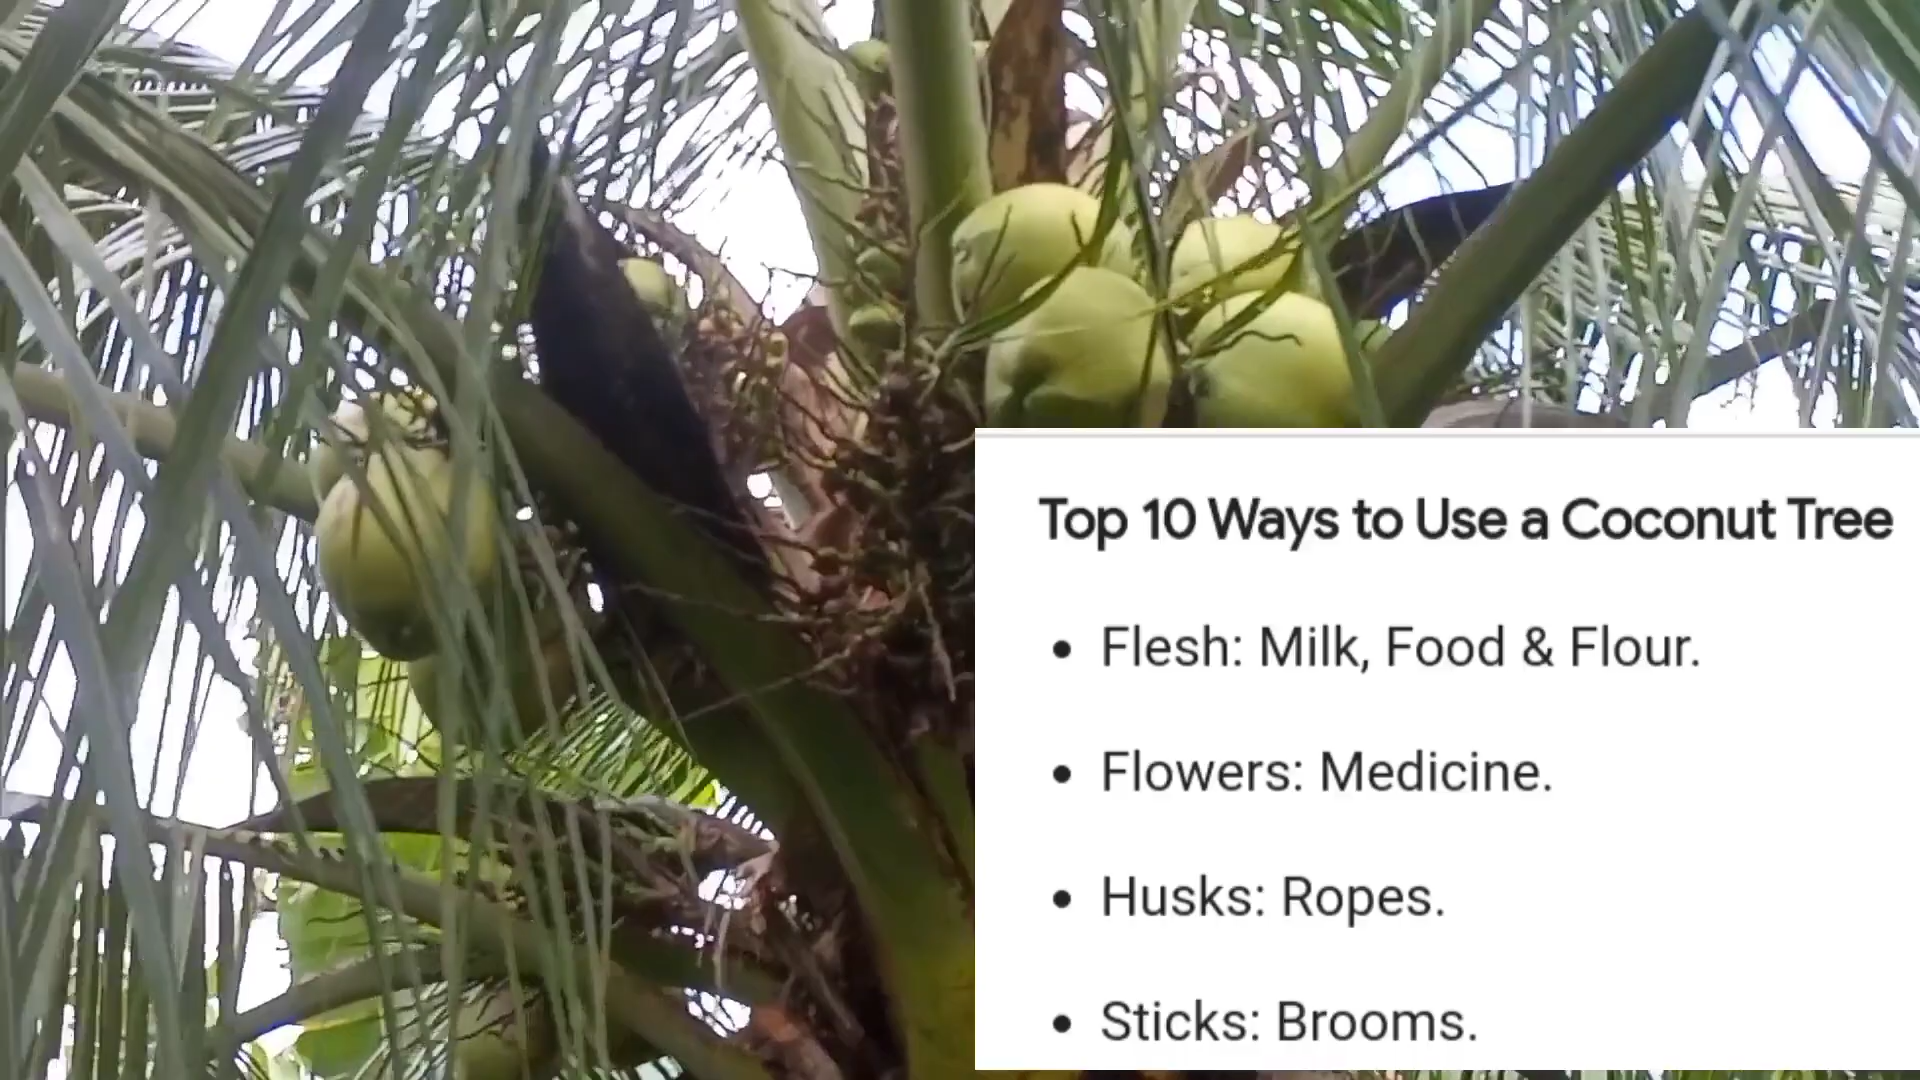 Top 10 Ways to Use a Coconut Tree
• Flesh: Milk, Food & Flour.
• Flowers: Medicine.
• Husks: Ropes.
• Sticks: Brooms.